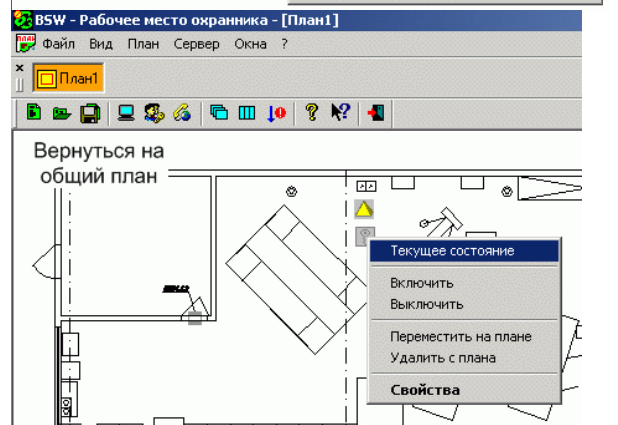 BSW - Рабочее место охранника - [План1]
Файл Вид План Сервер Окна ?
План1
Вернуться на
общий план
Текущее состояние
Включить
Выключить
Переместить на плане
Удалить с плана
Свойства